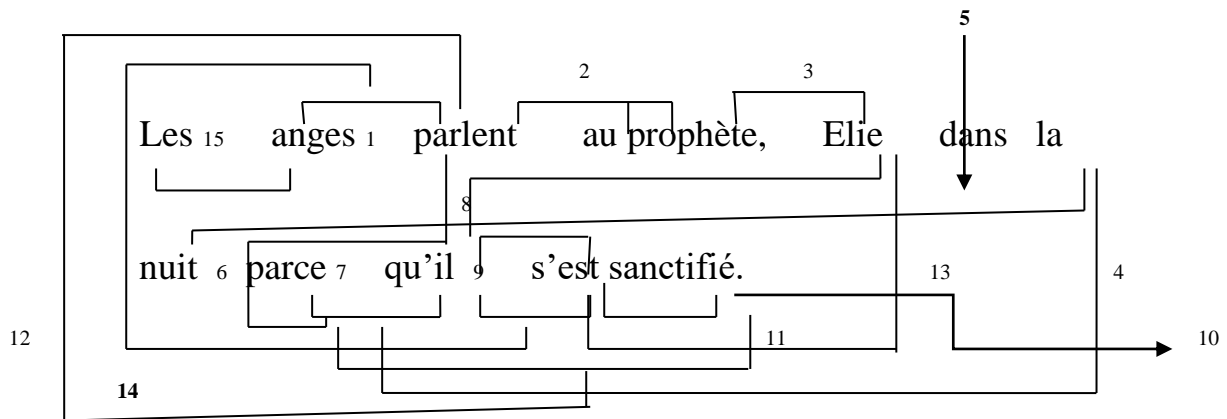 5
2 3
Les 15 anges 1 parlent au prophète, Elie dans la
8
nuit 6 parce 7 qu'il 9 s'est sanctifié. 13 4
12 11 10
14